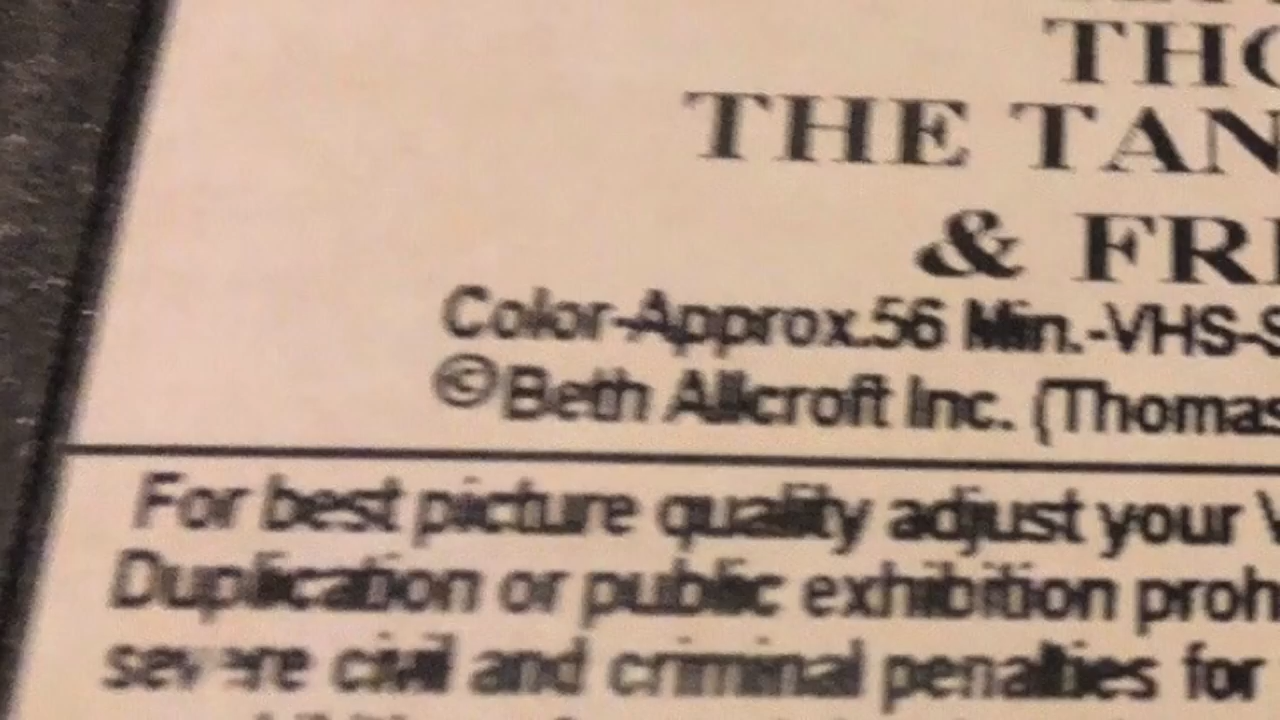 THO
THE TAN
& FRI
Color-Approx.56 Min.-VHS-S
©Beth Allcroft Inc. (Thomas
For best picture quality adjust your V
Duplication or public exhibition proh
severe civil and criminal penalties for